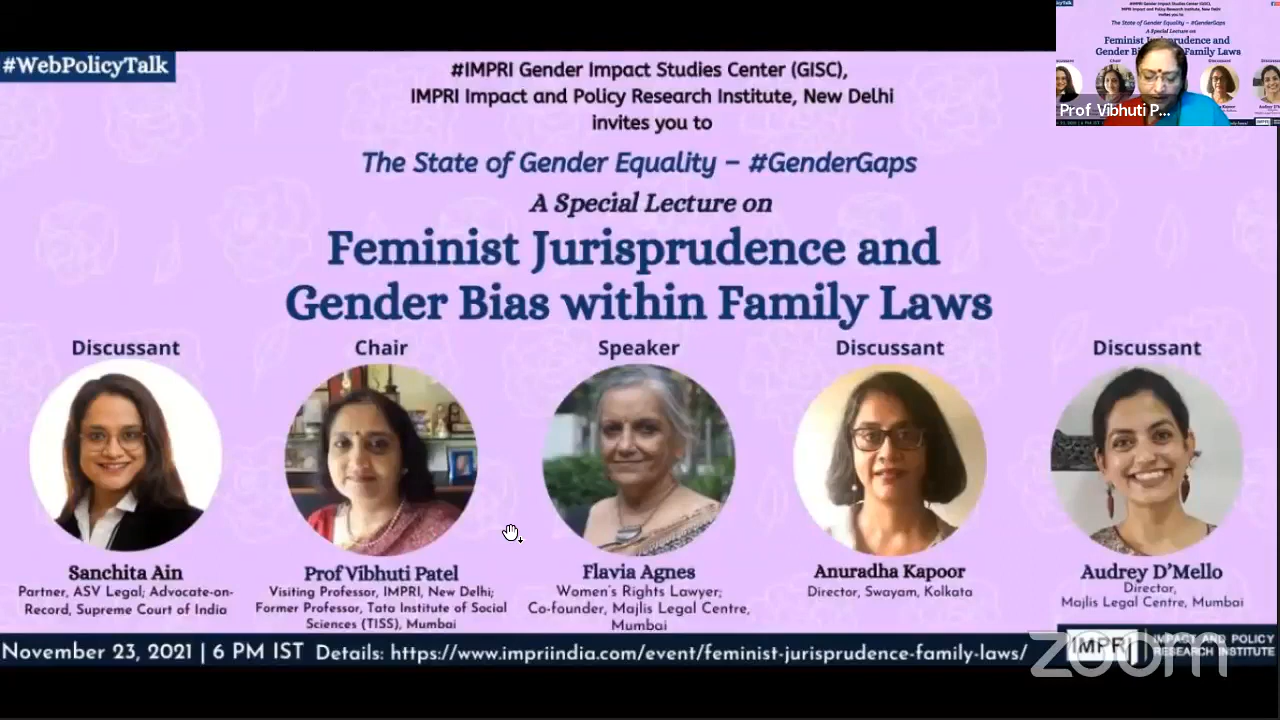 #WebPolicyTalk
#IMPRI Gender Impact Studies Center (GISC),
IMPRI Impact and Policy Research Institute, New Delhi
invites you to
The State of Gender Equality – #GenderGaps
A Special Lecture on
Feminist Jurisprudence and
Gender Bias within Family Laws
Discussant
Chair
Speaker
Discussant
Discussant
Sanchita Ain
Partner, ASV Legal; Advocate-on-
Record, Supreme Court of India
Prof Vibhuti Patel
Visiting Professor, IMPRI, New Delhi;
Former Professor, Tata Institute of Social
Sciences (TISS), Mumbai
Flavia Agnes
Women's Rights Lawyer;
Co-founder, Majlis Legal Centre,
Mumbai
Anuradha Kapoor
Director, Swayam, Kolkata
Audrey D'Mello
Director,
Majlis Legal Centre, Mumbai
November 23, 2021 | 6 PM IST Details: https://www.impriindia.com/event/feminist-jurisprudence-family-laws/
IMPRI
IMPACT AND POLICY
RESEARCH INSTITUTE
zoom
Prof Vibhuti P...